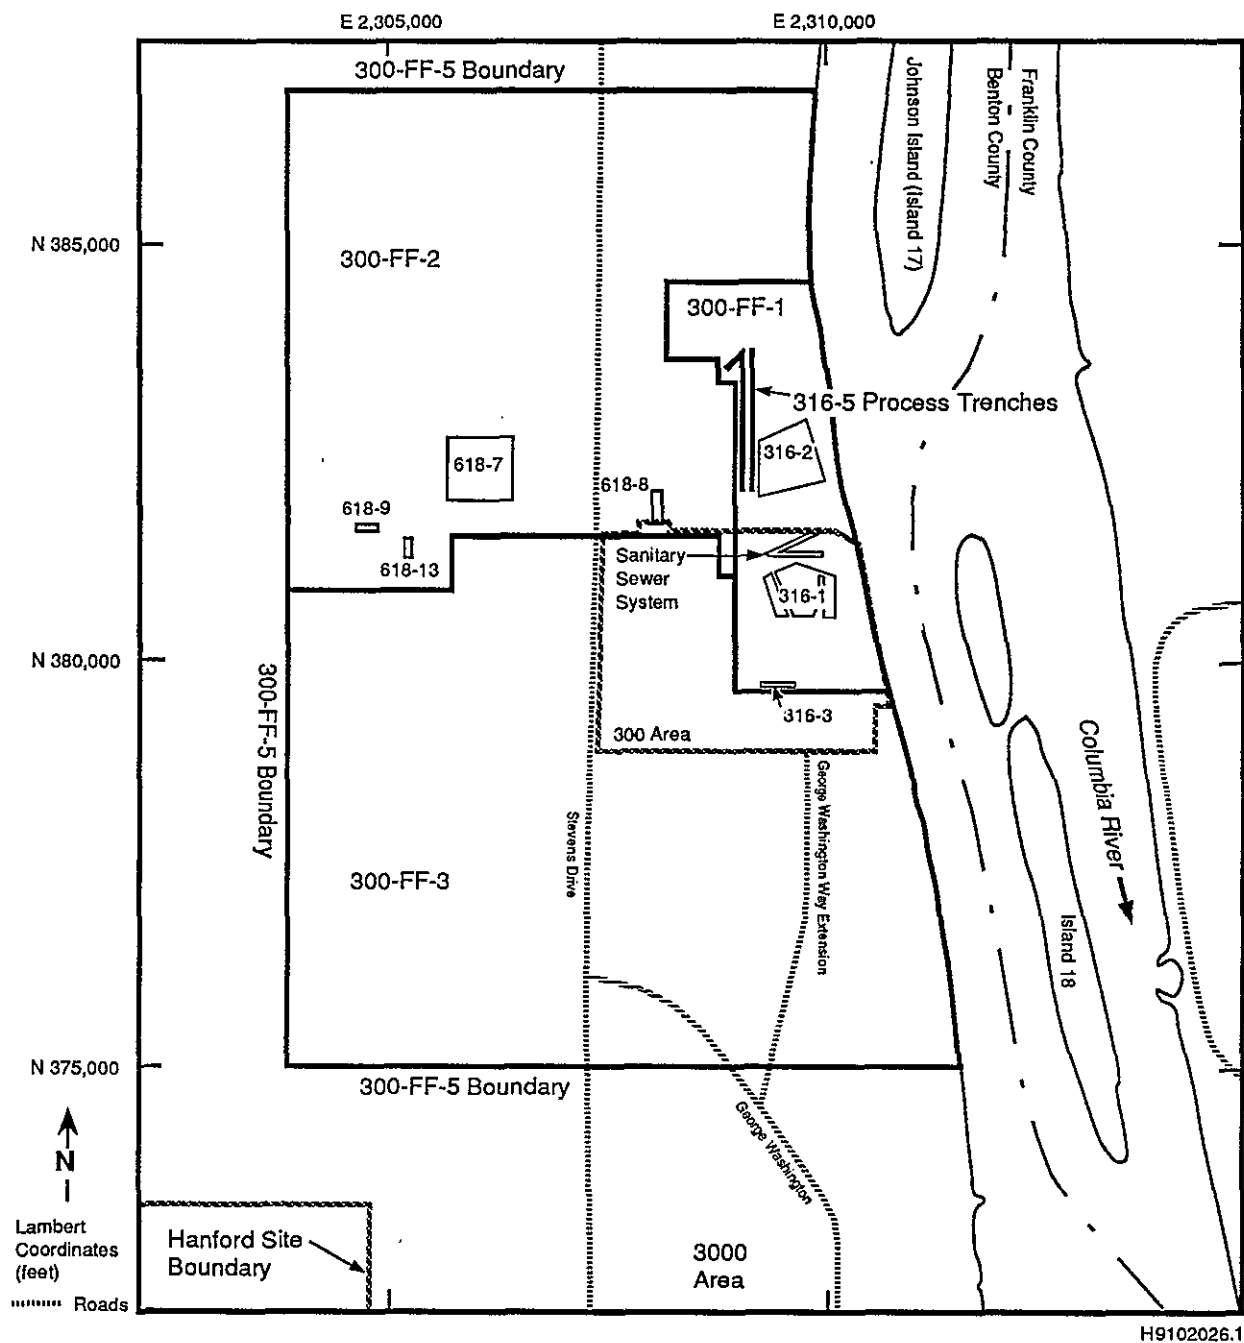 E 2,305,000
E 2,310,000
300-FF-5 Boundary
Johnson Island (Island 17)
Benton County
Franklin County
N 385,000
300-FF-2
300-FF-1
316-5 Process Trenches
618-7
316-2
618-8
618-9
618-13
Sanitary
Sewer
System
316-1
N 380,000
300-FF-5 Boundary
316-3
300 Area
Columbia River
George Washington Way Extension
Stevens Drive
300-FF-3
Island 18
N 375,000
300-FF-5 Boundary
George Washington
N
Lambert
Coordinates
(feet)
Roads
Hanford Site
Boundary
3000
Area
H9102026.1